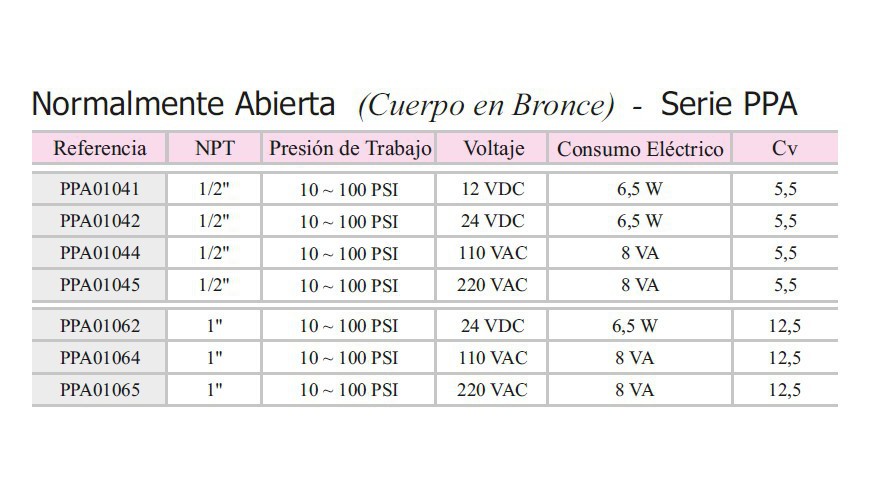 Normalmente Abierta (Cuerpo en Bronce) - Serie PPA
Referencia NPT Presión de Trabajo Voltaje Consumo Eléctrico Cv
PPA01041 1/2" 10 ~ 100 PSI 12 VDC 6,5 W 5,5
PPA01042 1/2" 10 ~ 100 PSI 24 VDC 6,5 W 5,5
PPA01044 1/2" 10 ~ 100 PSI 110 VAC 8 VA 5,5
PPA01045 1/2" 10 ~ 100 PSI 220 VAC 8 VA 5,5
PPA01062 1" 10 ~ 100 PSI 24 VDC 6,5 W 12,5
PPA01064 1" 10 ~ 100 PSI 110 VAC 8 VA 12,5
PPA01065 1" 10 ~ 100 PSI 220 VAC 8 VA 12,5